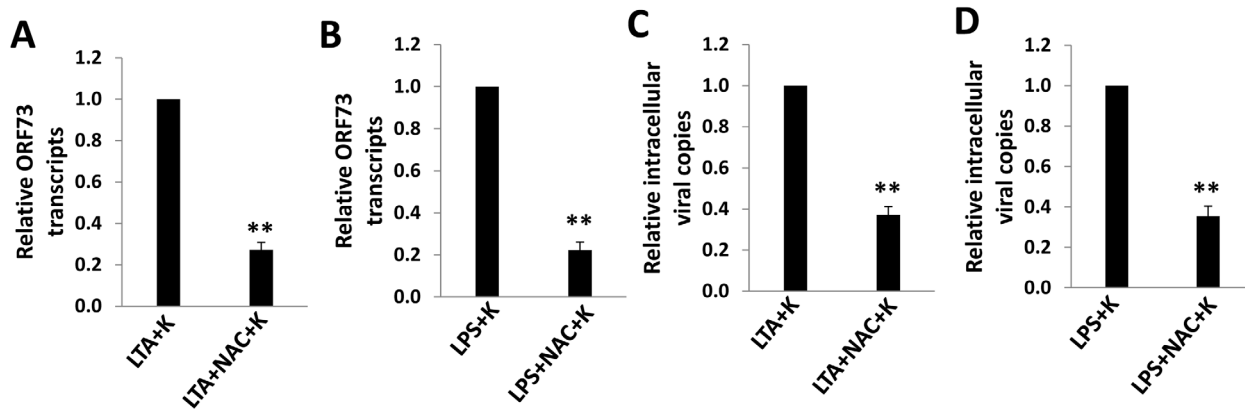 A
Relative ORF73
transcripts
1.2
1.0
0.8
0.6
0.4
0.2
0.0
**
LTA+K
LTA+NAC+K
B
Relative ORF73
transcripts
1.2
1.0
0.8
0.6
0.4
0.2
0.0
**
LPS+K
LPS+NAC+K
C
Relative intracellular
viral copies
1.2
1.0
0.8
0.6
0.4
0.2
0.0
**
LTA+K
LTA+NAC+K
D
Relative intracellular
viral copies
1.2
1.0
0.8
0.6
0.4
0.2
0.0
**
LPS+K
LPS+NAC+K